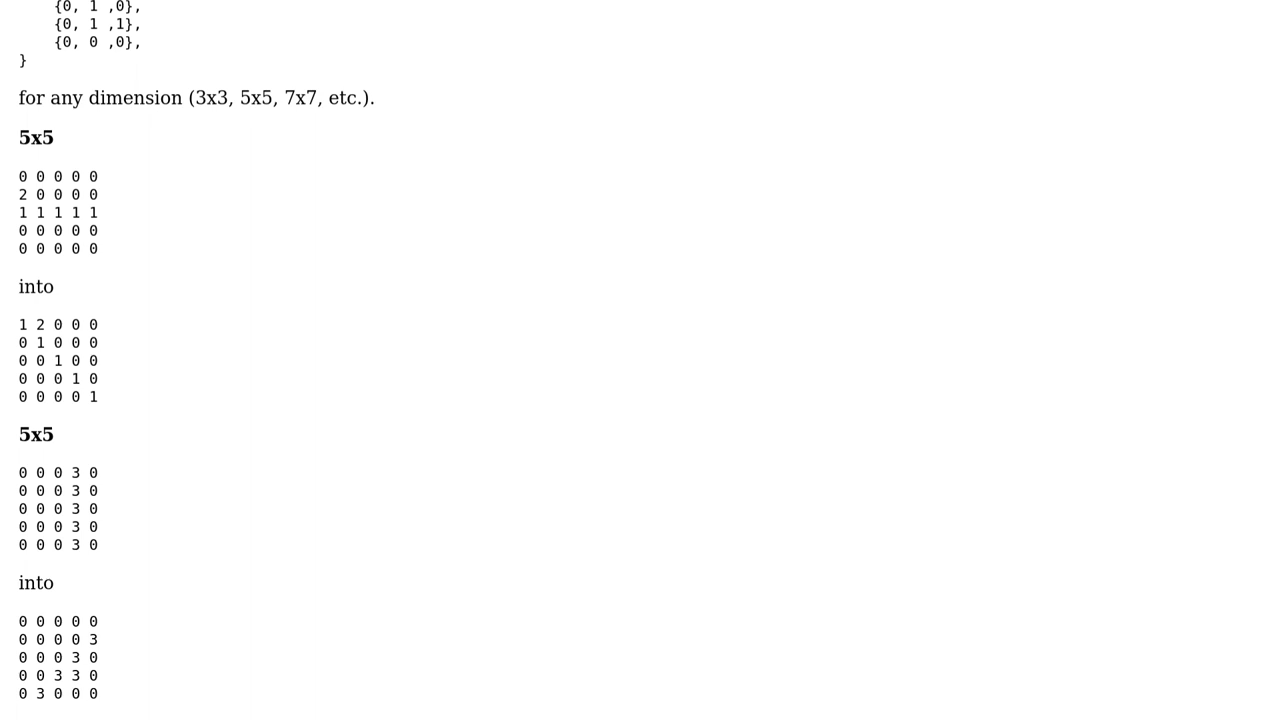 {0, 1 ,0},
{0, 1 ,1},
{0, 0 ,0},
}
for any dimension (3x3, 5x5, 7x7, etc.).
5x5
0 0 0 0 0
2 0 0 0 0
1 1 1 1 1
0 0 0 0 0
0 0 0 0 0
into
1 2 0 0 0
0 1 0 0 0
0 0 1 0 0
0 0 0 1 0
0 0 0 0 1
5x5
0 0 0 3 0
0 0 0 3 0
0 0 0 3 0
0 0 0 3 0
0 0 0 3 0
into
0 0 0 0 0
0 0 0 0 3
0 0 0 3 0
0 0 3 3 0
0 3 0 0 0